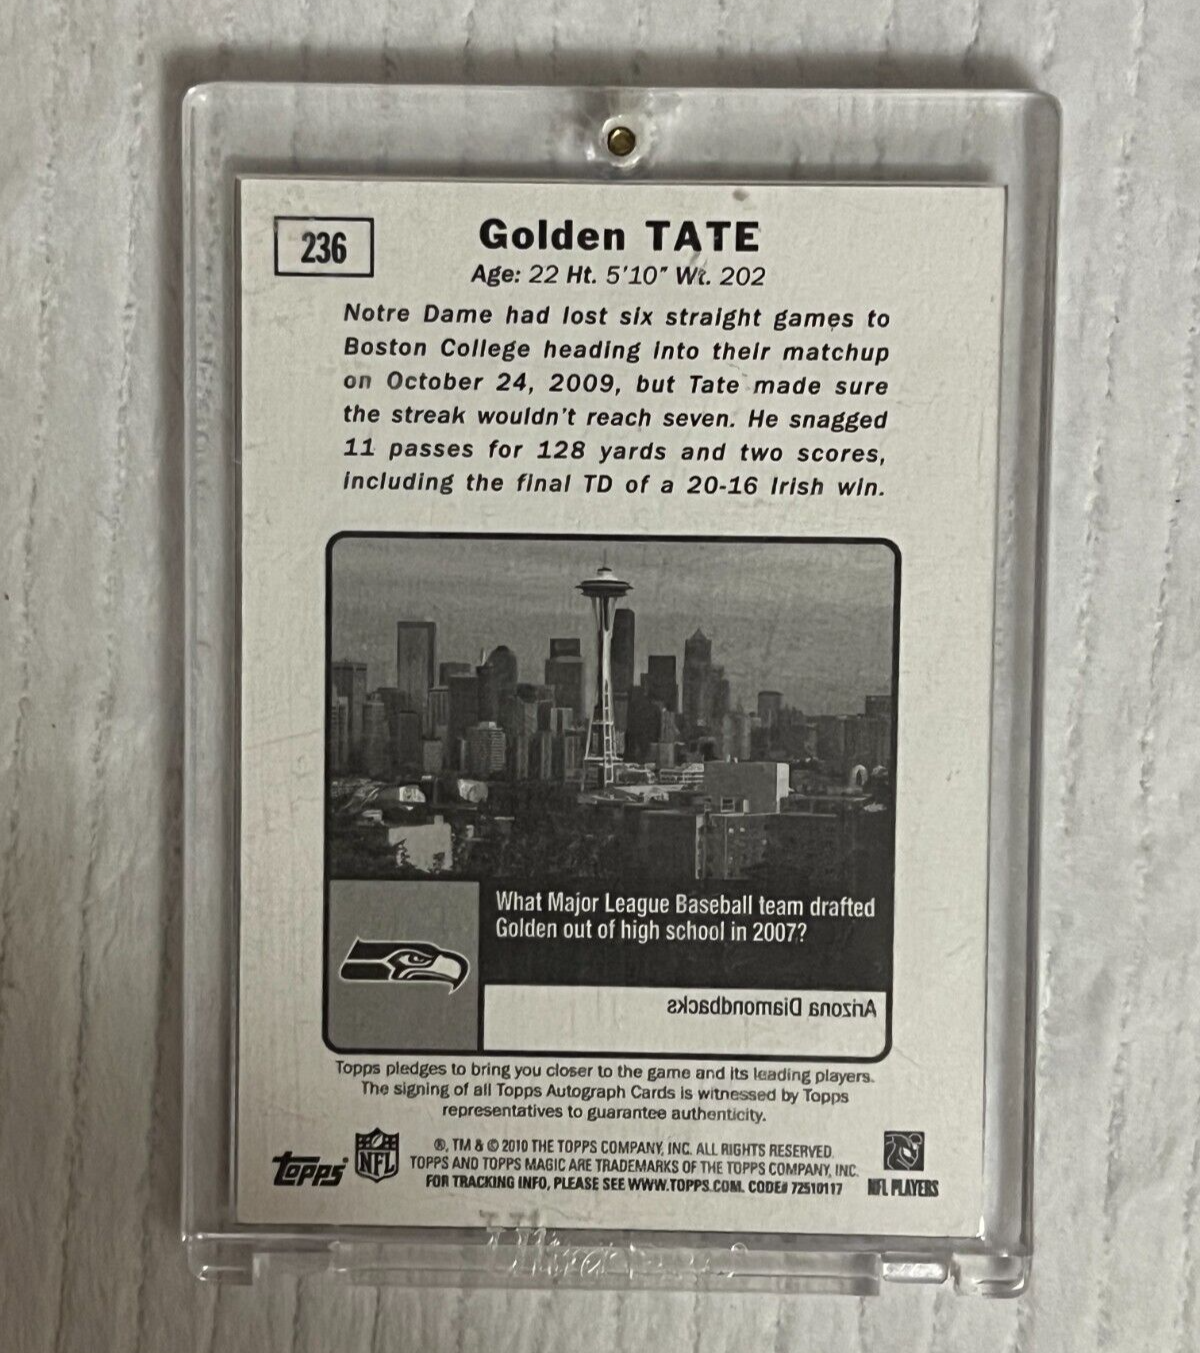 236
Golden TATE
Age: 22 Ht. 5'10" Wt. 202
Notre Dame had lost six straight games to
Boston College heading into their matchup
on October 24, 2009, but Tate made sure
the streak wouldn't reach seven. He snagged
11 passes for 128 yards and two scores,
including the final TD of a 20-16 Irish win.
What Major League Baseball team drafted
Golden out of high school in 2007?
Arizona Diamondbacks
Topps pledges to bring you closer to the game and its leading players.
The signing of all Topps Autograph Cards is witnessed by Topps
representatives to guarantee authenticity.
®, TM & © 2010 THE TOPPS COMPANY, INC. ALL RIGHTS RESERVED.
TOPPS AND TOPPS MAGIC ARE TRADEMARKS OF THE TOPPS COMPANY, INC.
FOR TRACKING INFO, PLEASE SEE WWW.TOPPS.COM. CODE# 72510117
Topps
NFL
NFL PLAYERS